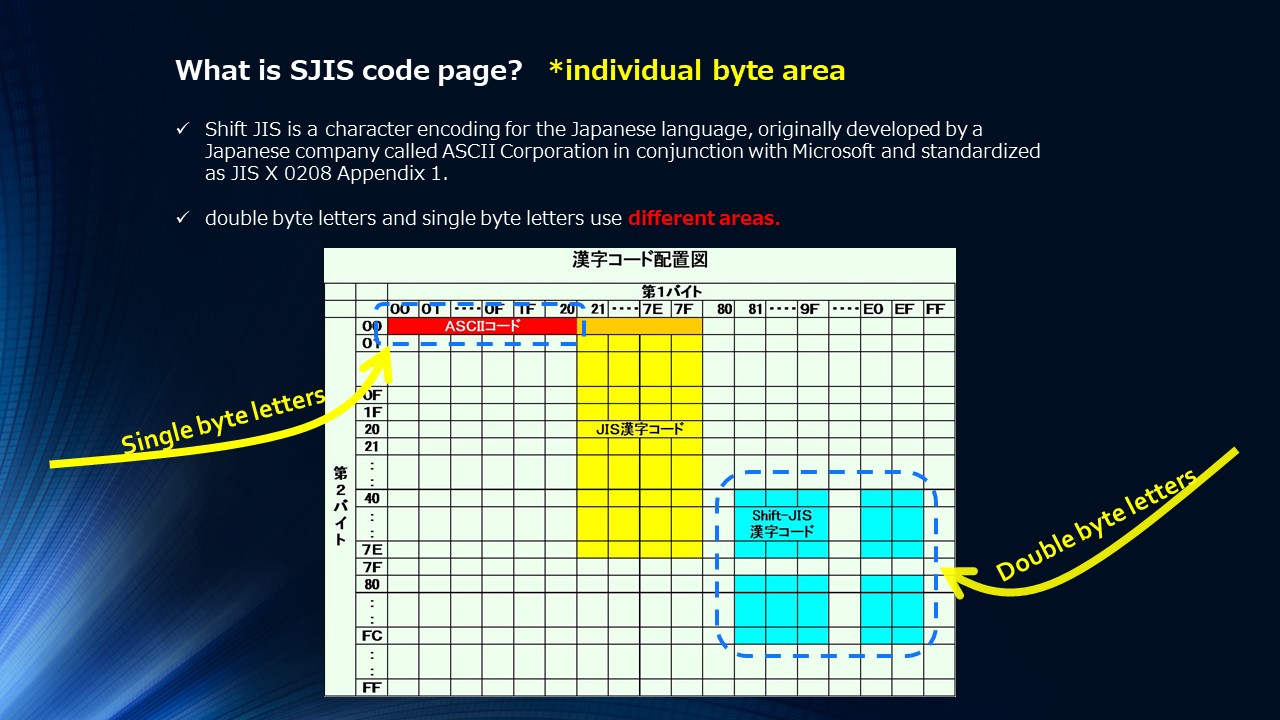 What is SJIS code page? *individual byte area
✓ Shift JIS is a character encoding for the Japanese language, originally developed by a
Japanese company called ASCII Corporation in conjunction with Microsoft and standardized
as JIS X 0208 Appendix 1.
✓ double byte letters and single byte letters use different areas.
漢字コード配置図
第1バイト
00 01 ···· 0F 1F 20 21 ···· 7E 7F 80 81 ···· 9F ···· E0 EF FF
00 ASCIIコード
01
0F
1F
20 JIS漢字コード
21
:
:
40
: Shift-JIS
: 漢字コード
7E
7F
80
:
:
FC
:
:
FF
第2バイト
Single byte letters
Double byte letters